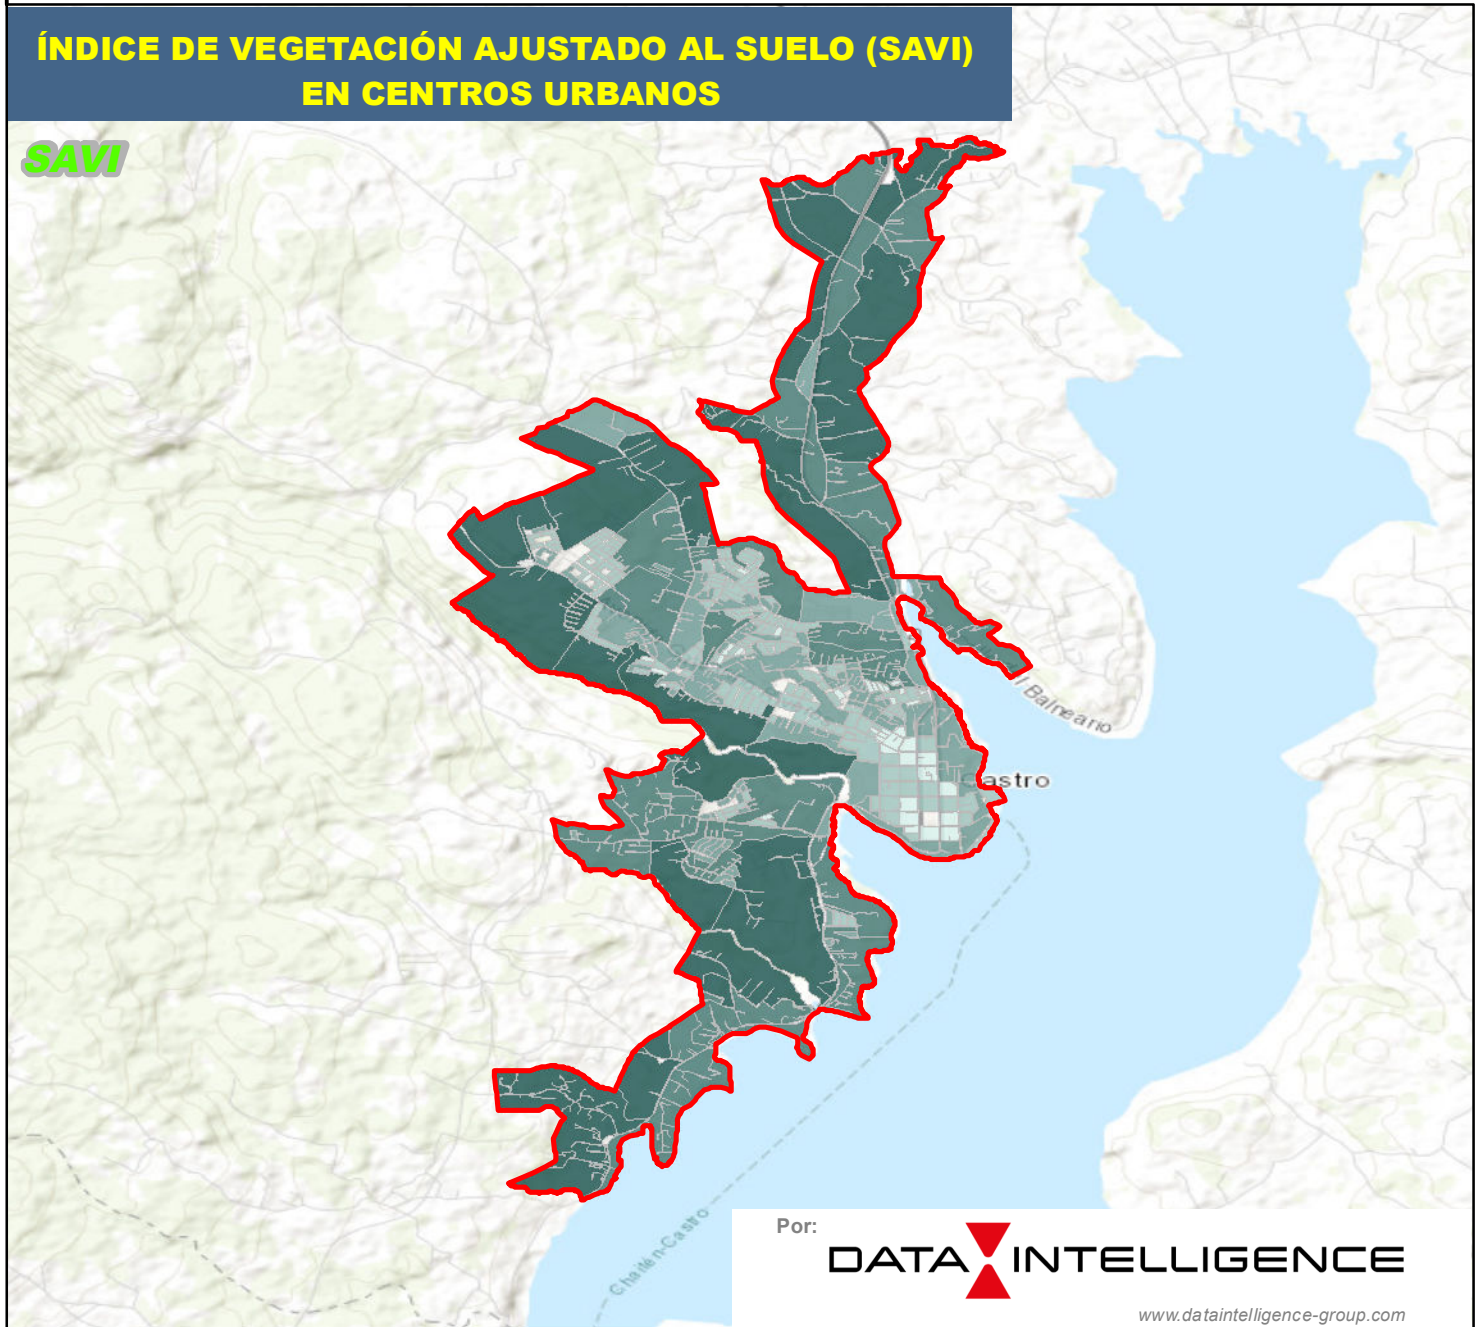 ÍNDICE DE VEGETACIÓN AJUSTADO AL SUELO (SAVI)
EN CENTROS URBANOS
SAVI
Balneario
astro
Chaitén-Castro
Por:
DATA INTELLIGENCE
www.dataintelligence-group.com